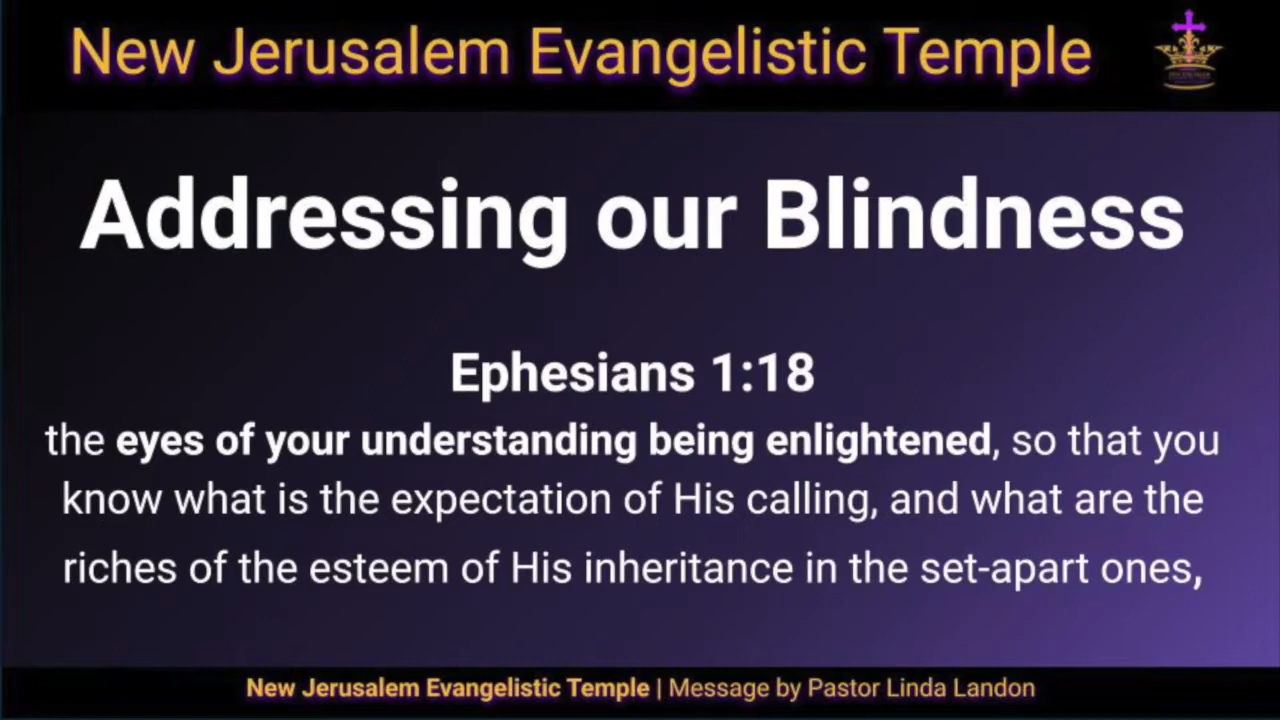 New Jerusalem Evangelistic Temple
Addressing our Blindness
Ephesians 1:18
the eyes of your understanding being enlightened, so that you
know what is the expectation of His calling, and what are the
riches of the esteem of His inheritance in the set-apart ones,
New Jerusalem Evangelistic Temple | Message by Pastor Linda Landon